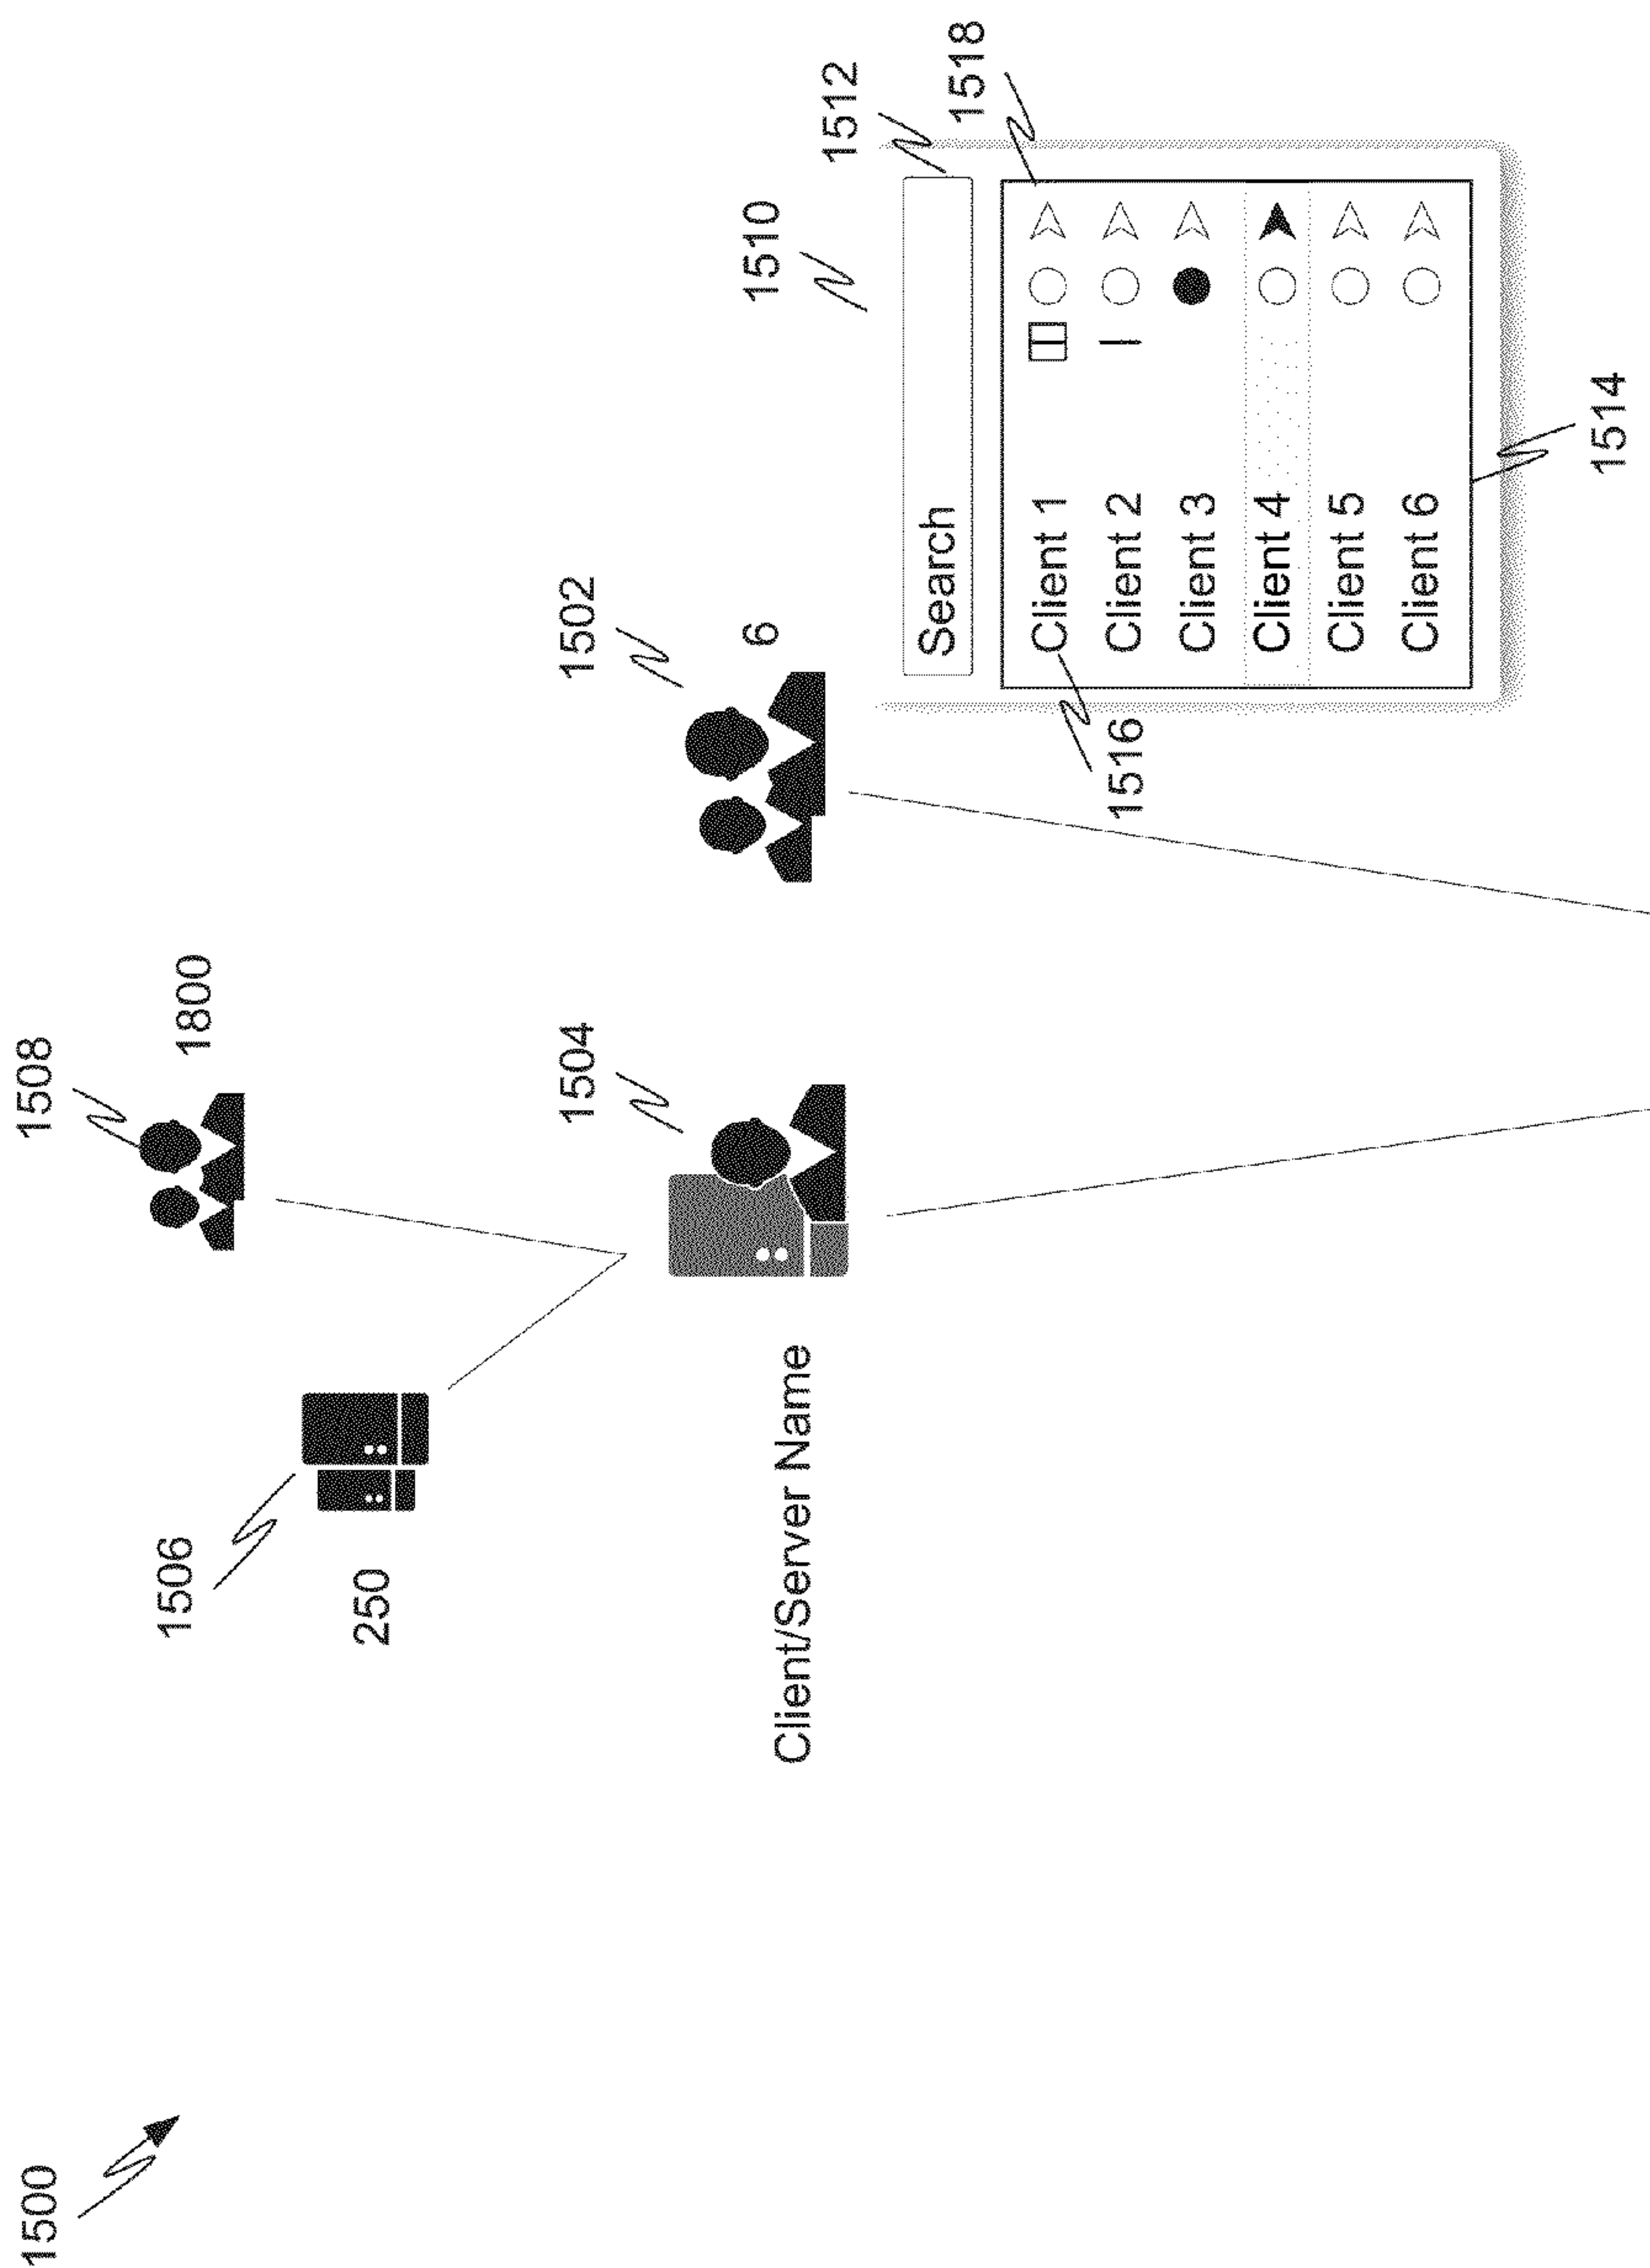 1500
1508
1800
1506
250
1504
Client/Server Name
1502
6
1510
1512
Search
1518
1516
Client 1
Client 2
Client 3
Client 4
Client 5
Client 6
1514